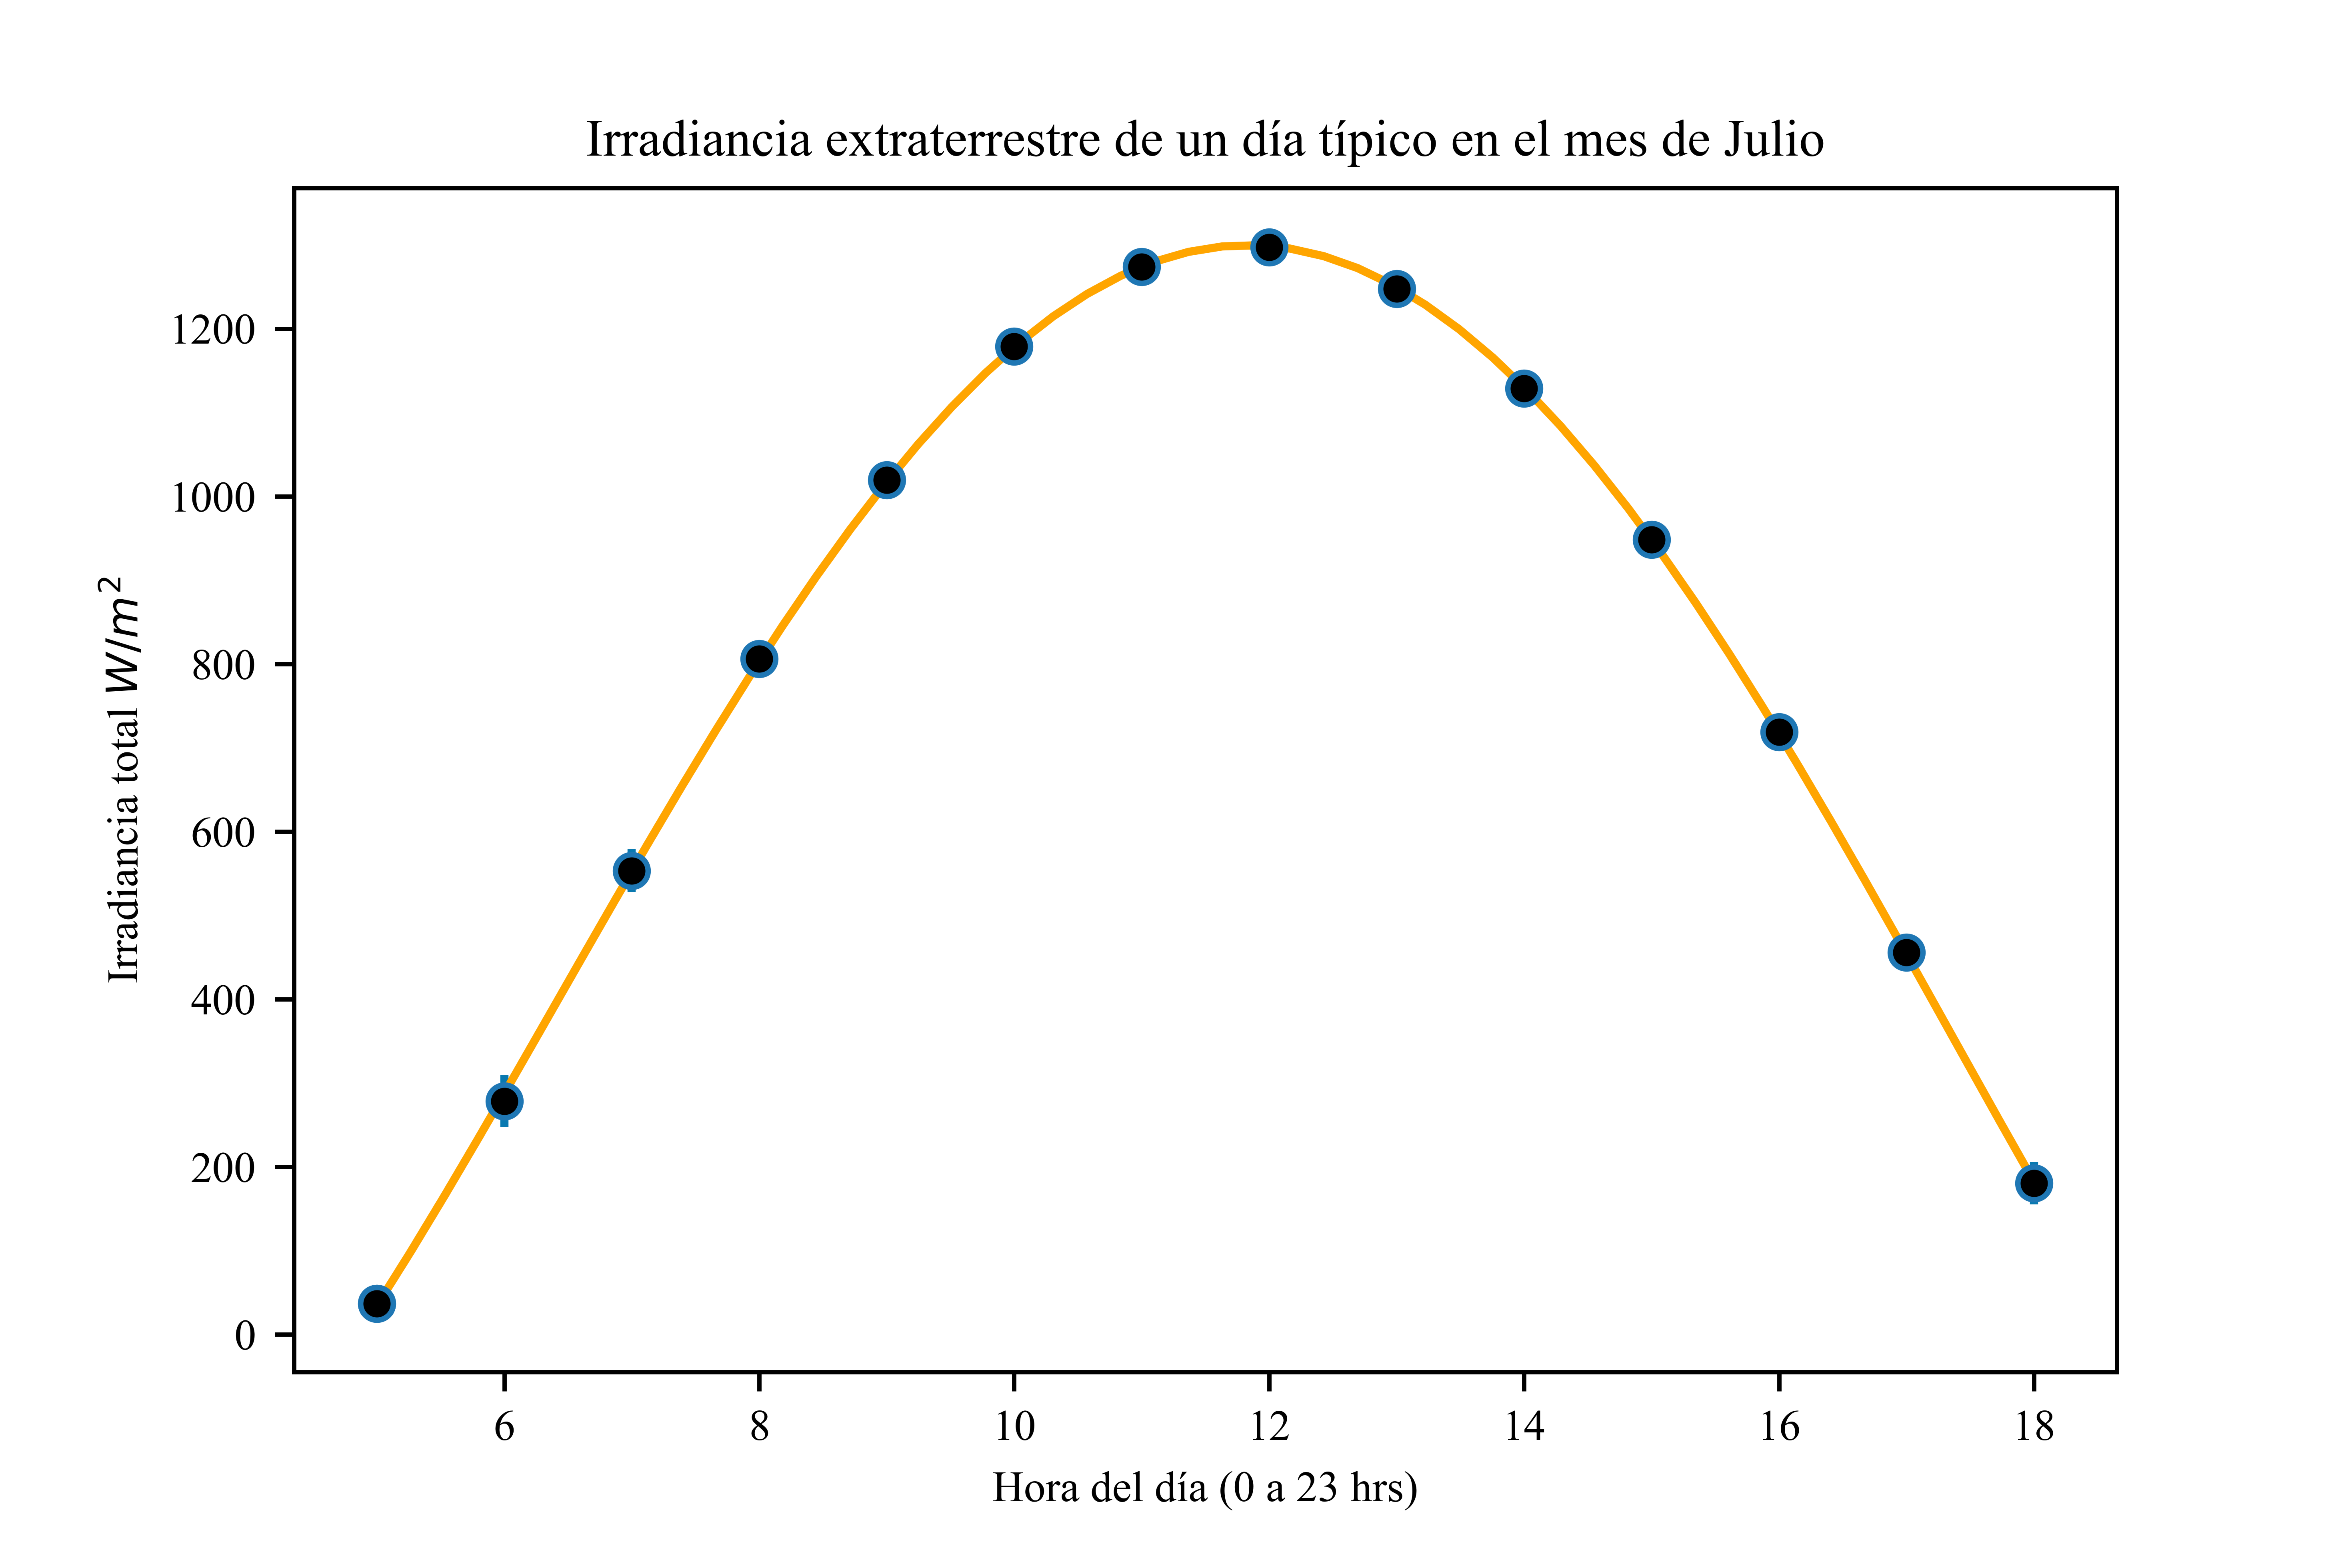 Irradiancia extraterrestre de un día típico en el mes de Julio
Irradiancia total W/m²
1200
1000
800
600
400
200
0
6 8 10 12 14 16 18
Hora del día (0 a 23 hrs)